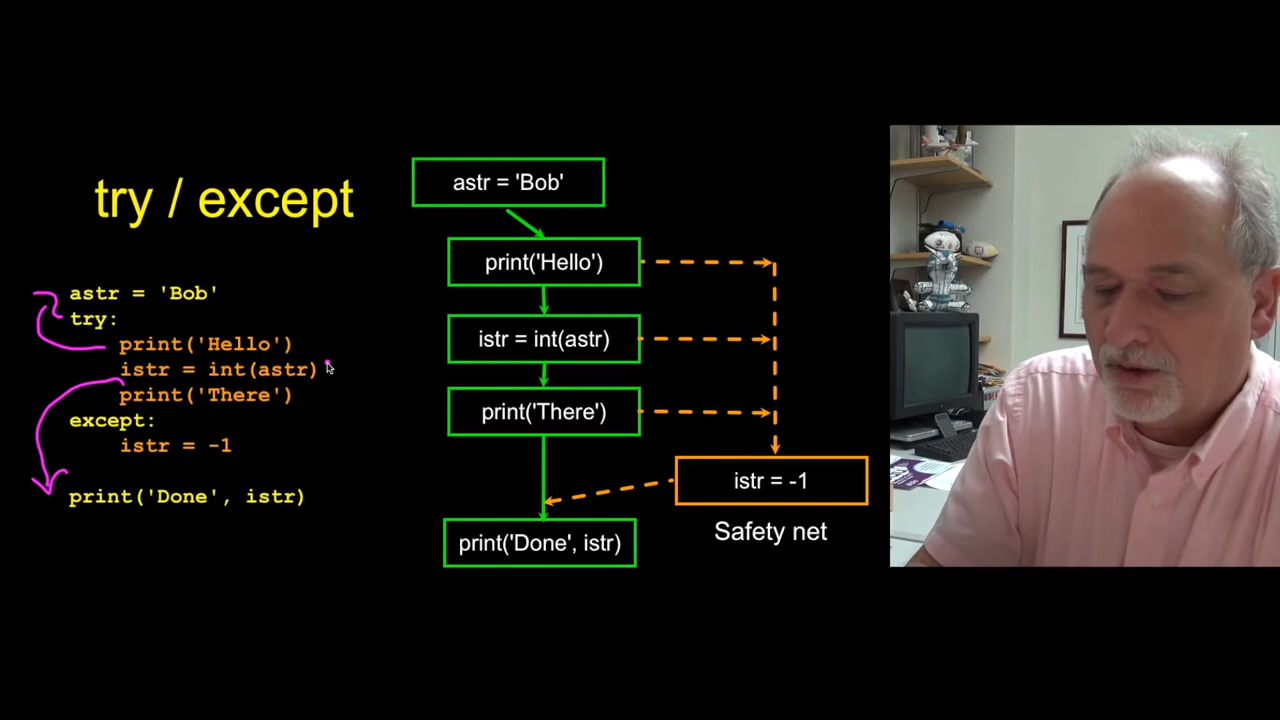 try / except
astr = 'Bob'
try:
    print('Hello')
    istr = int(astr)
    print('There')
except:
    istr = -1
print('Done', istr)
astr = 'Bob'
print('Hello')
istr = int(astr)
print('There')
istr = -1
Safety net
print('Done', istr)